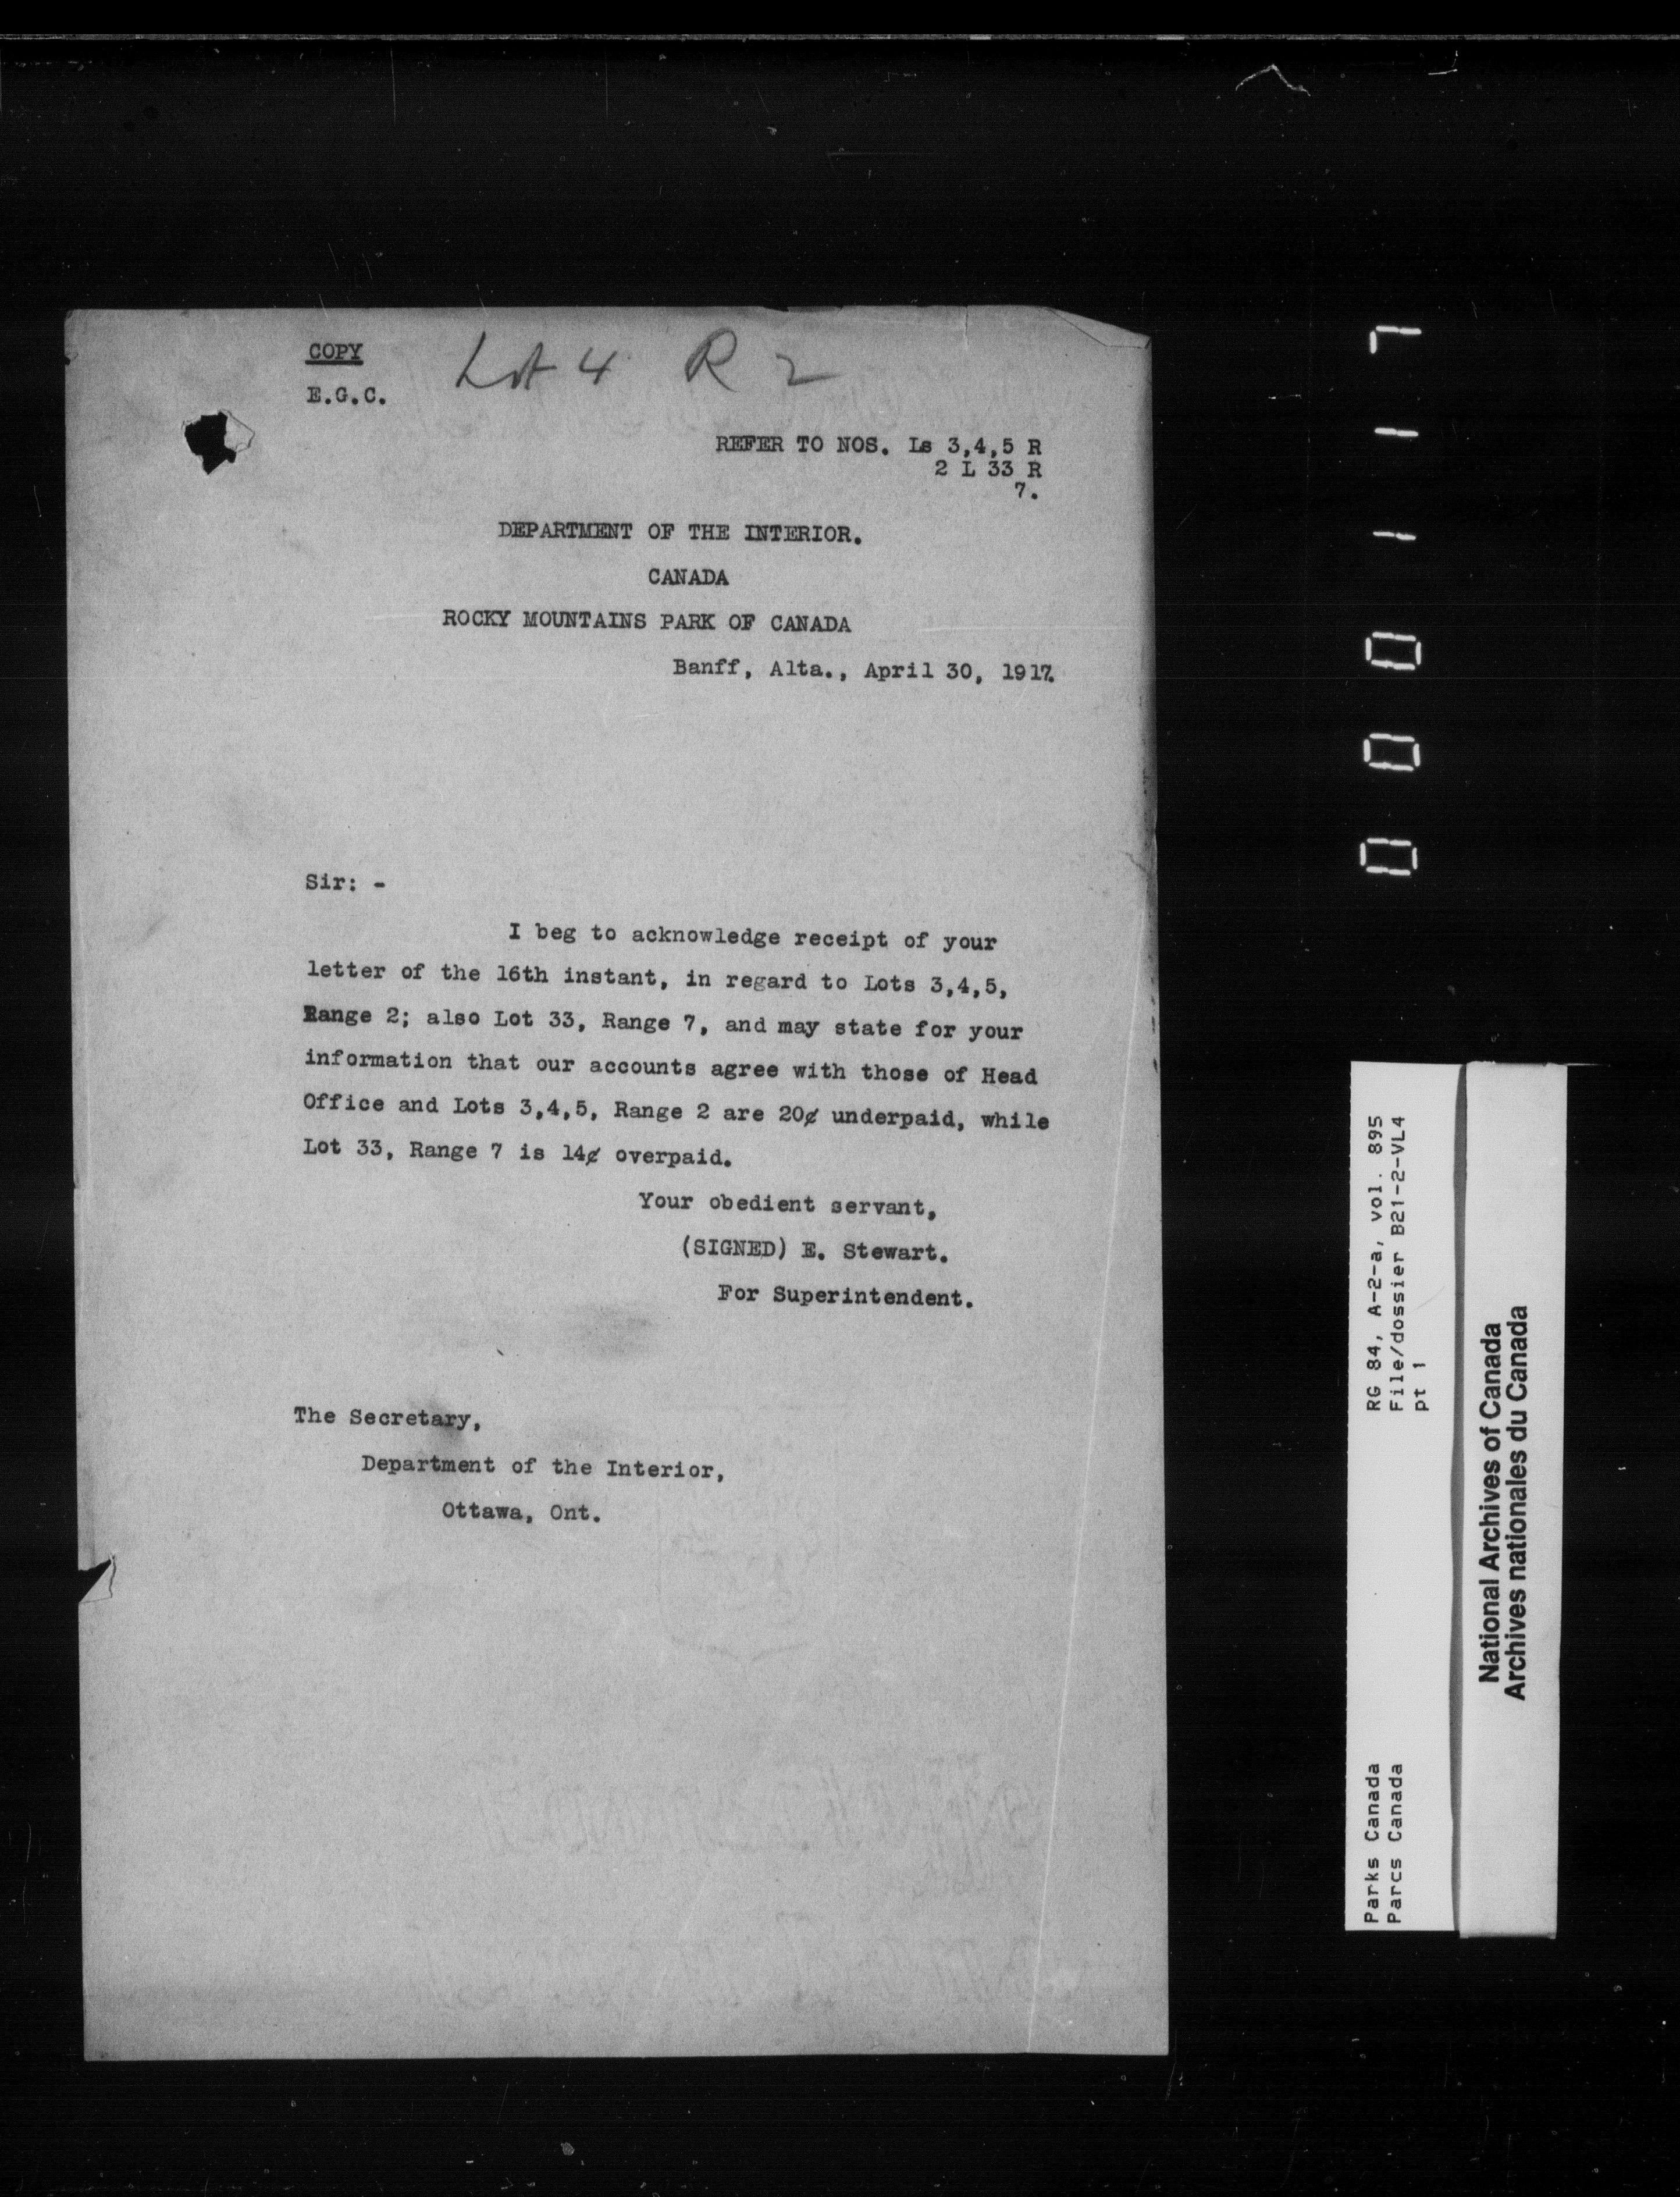 COPY
Lot 4 R 2
E.G.C.
REFER TO NOS. Ls 3,4,5 R
2 L 33 R
7.
DEPARTMENT OF THE INTERIOR.
CANADA
ROCKY MOUNTAINS PARK OF CANADA
Banff, Alta., April 30, 1917.
Sir: -
I beg to acknowledge receipt of your
letter of the 16th instant, in regard to Lots 3,4,5,
Range 2; also Lot 33, Range 7, and may state for your
information that our accounts agree with those of Head
Office and Lots 3,4,5, Range 2 are 20¢ underpaid, while
Lot 33, Range 7 is 14¢ overpaid.
Your obedient servant,
(SIGNED) E. Stewart.
For Superintendent.
The Secretary,
Department of the Interior,
Ottawa, Ont.
000117
RG 84, A-2-a, vol. 895
File/dossier B21-2-VL4
pt 1
Parks Canada
Parcs Canada
National Archives of Canada
Archives nationales du Canada